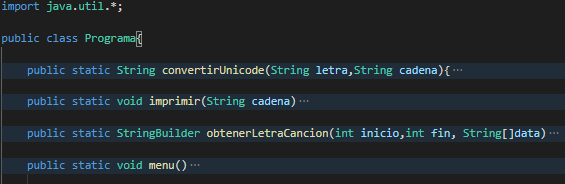 import java.util.*;
public class Programa{
public static String convertirUnicode(String letra,String cadena){ ···
public static void imprimir(String cadena) ···
public static StringBuilder obtenerLetraCancion(int inicio,int fin, String[]data) ···
public static void menu() ···